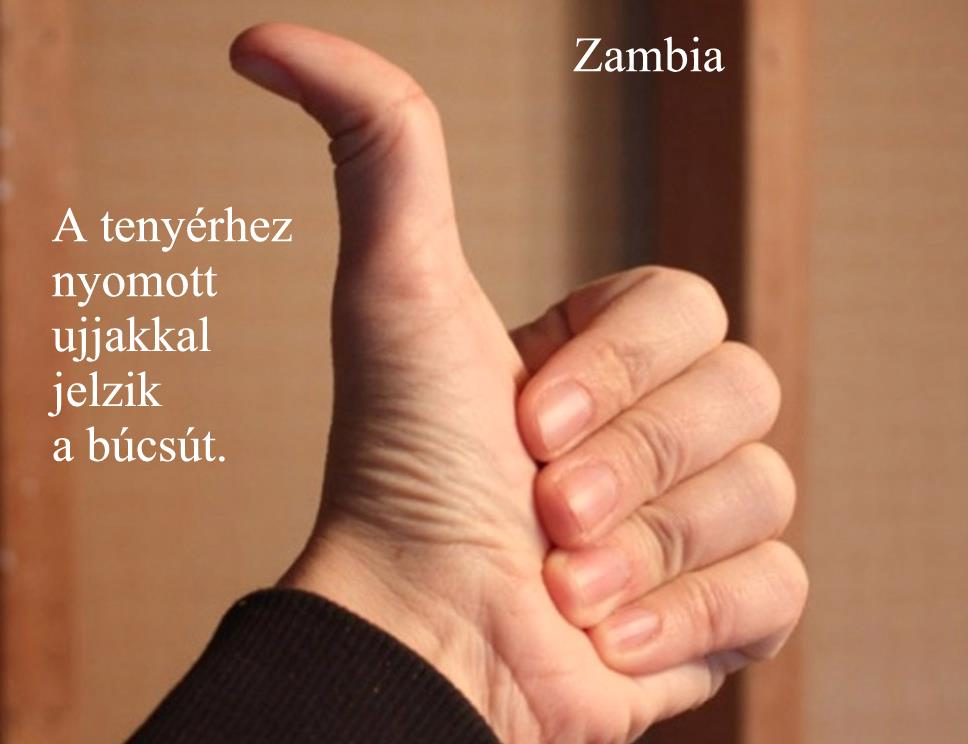 Zambia
A tenyérhez
nyomott
ujjakkal
jelzik
a búcsút.